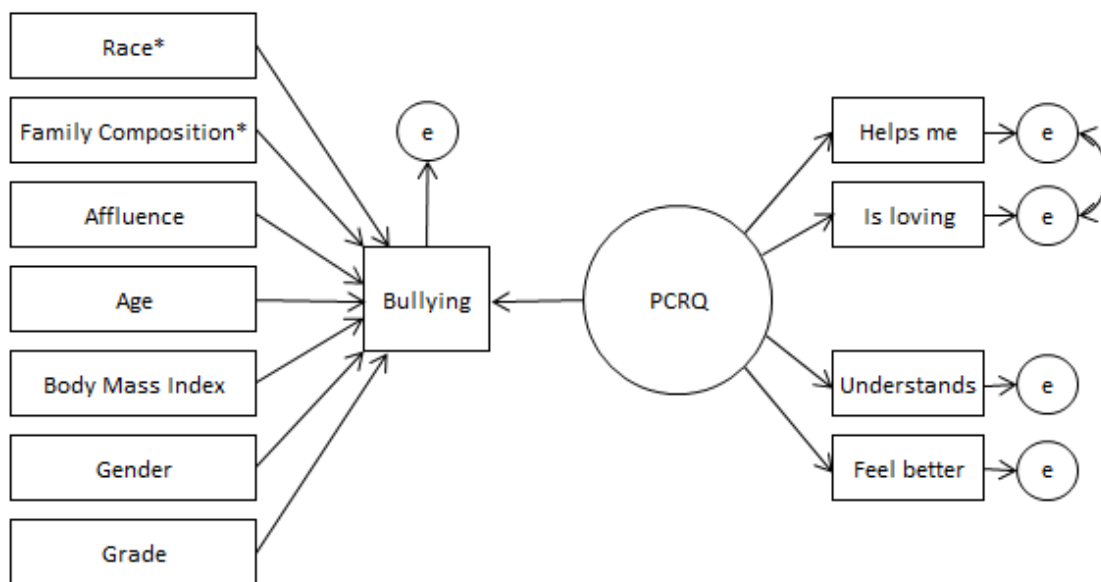 Race*
Family Composition*
Affluence
Age
Body Mass Index
Gender
Grade
e
Bullying
PCRQ
Helps me
e
Is loving
e
Understands
e
Feel better
e